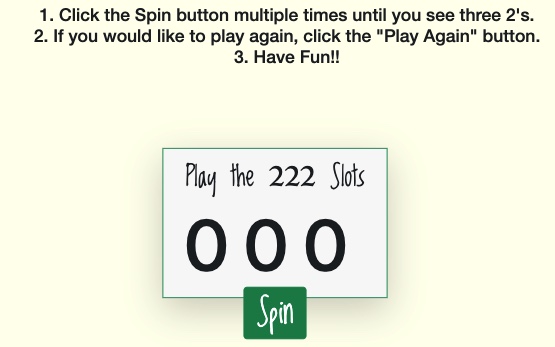 1. Click the Spin button multiple times until you see three 2's.
2. If you would like to play again, click the "Play Again" button.
3. Have Fun!!
Play the 222 Slots
0 0 0
Spin